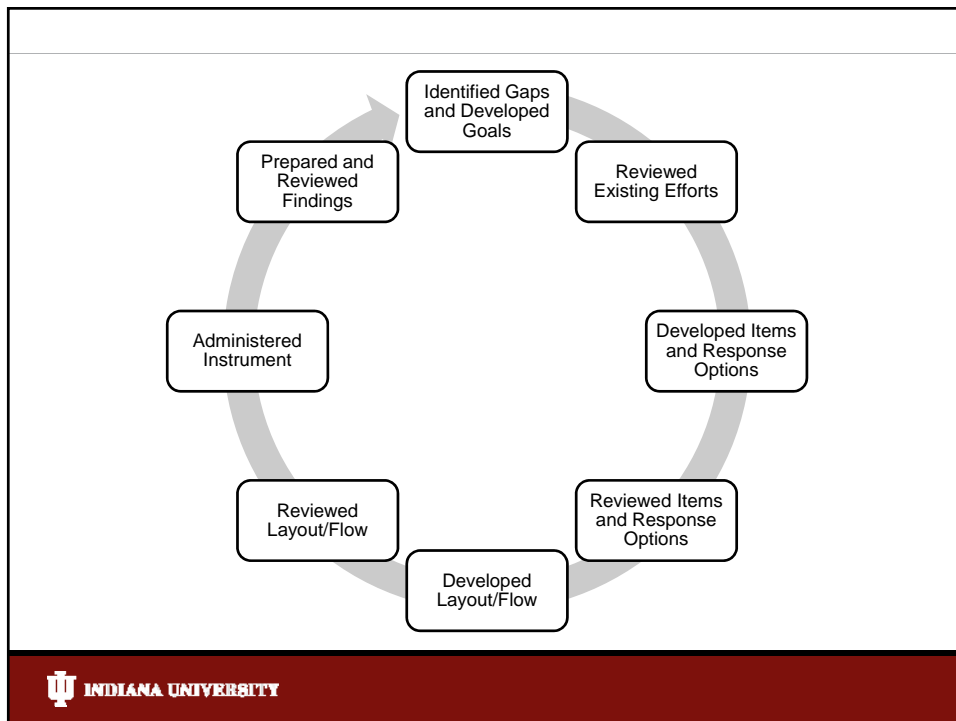 Identified Gaps
and Developed
Goals
Reviewed
Existing Efforts
Developed Items
and Response
Options
Reviewed Items
and Response
Options
Developed
Layout/Flow
Reviewed
Layout/Flow
Administered
Instrument
Prepared and
Reviewed
Findings
INDIANA UNIVERSITY